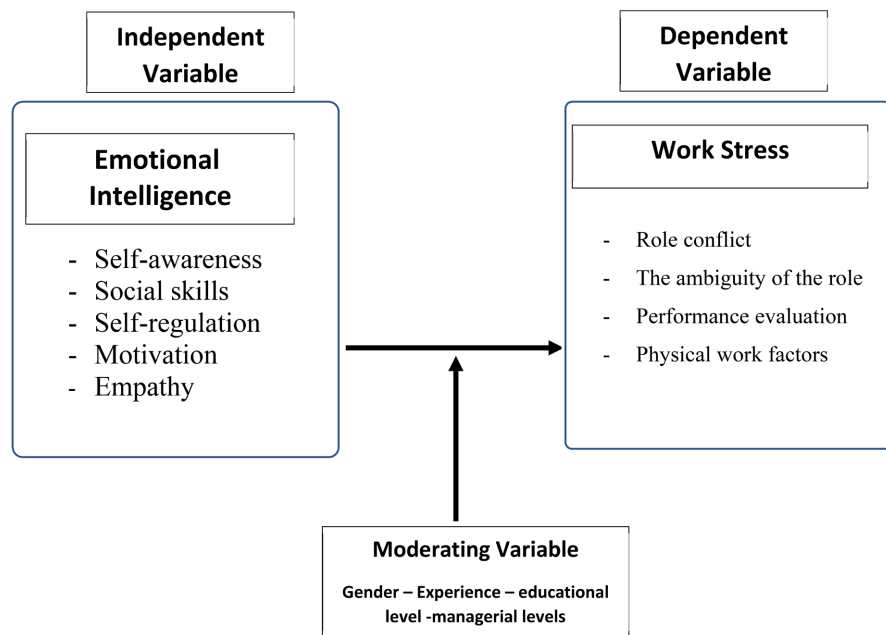 Independent
Variable
Emotional
Intelligence
- Self-awareness
- Social skills
- Self-regulation
- Motivation
- Empathy
Dependent
Variable
Work Stress
- Role conflict
- The ambiguity of the role
- Performance evaluation
- Physical work factors
Moderating Variable
Gender – Experience – educational
level -managerial levels